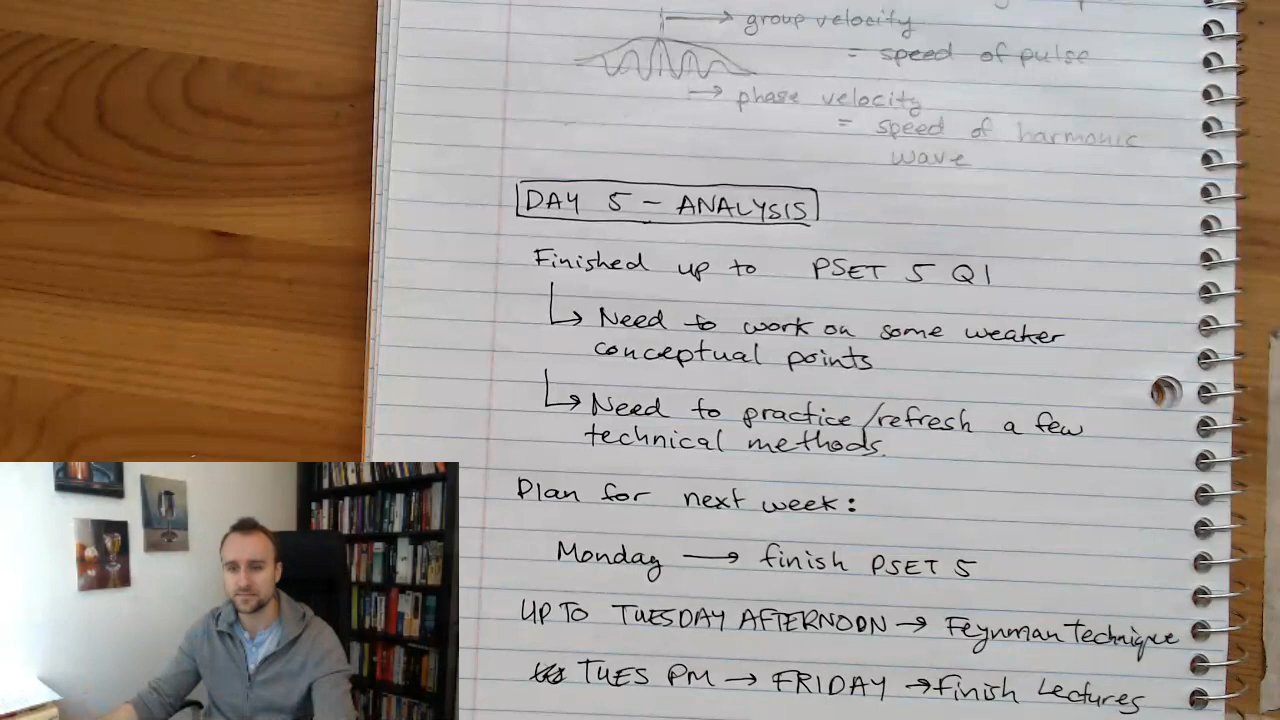 group velocity
= speed of pulse
→ phase velocity
= speed of harmonic
wave
DAY 5 - ANALYSIS
Finished up to PSET 5 Q1
↳ Need to work on some weaker
conceptual points
↳ Need to practice/refresh a few
technical methods.
Plan for next week:
Monday → finish PSET 5
UP TO TUESDAY AFTERNOON → Feynman Technique
TUES PM → FRIDAY → finish Lectures